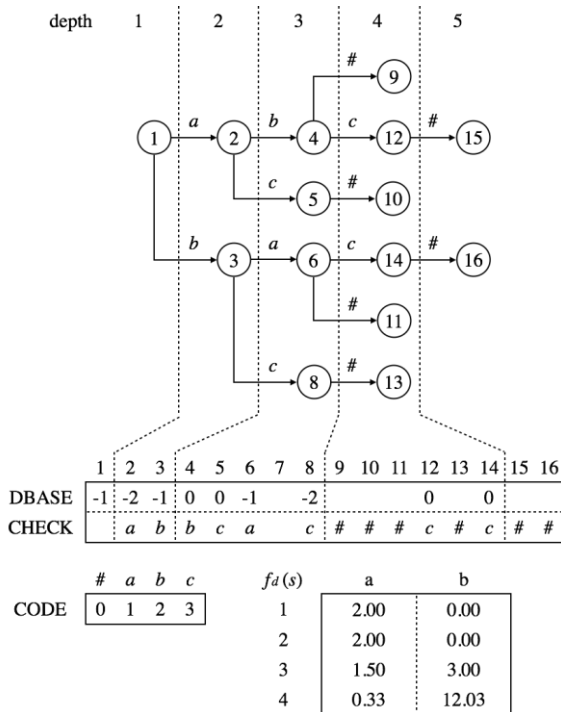 depth 1 2 3 4 5
# 9
1 a 2 b 4 c 12 # 15
c 5 # 10
b 3 a 6 c 14 # 16
# 11
c 8 # 13
1 2 3 4 5 6 7 8 9 10 11 12 13 14 15 16
DBASE -1 -2 -1 0 0 -1 -2 0 0
CHECK a b b c a c # # # c # c # #
# a b c
CODE 0 1 2 3
fd(s) a b
1 2.00 0.00
2 2.00 0.00
3 1.50 3.00
4 0.33 12.03